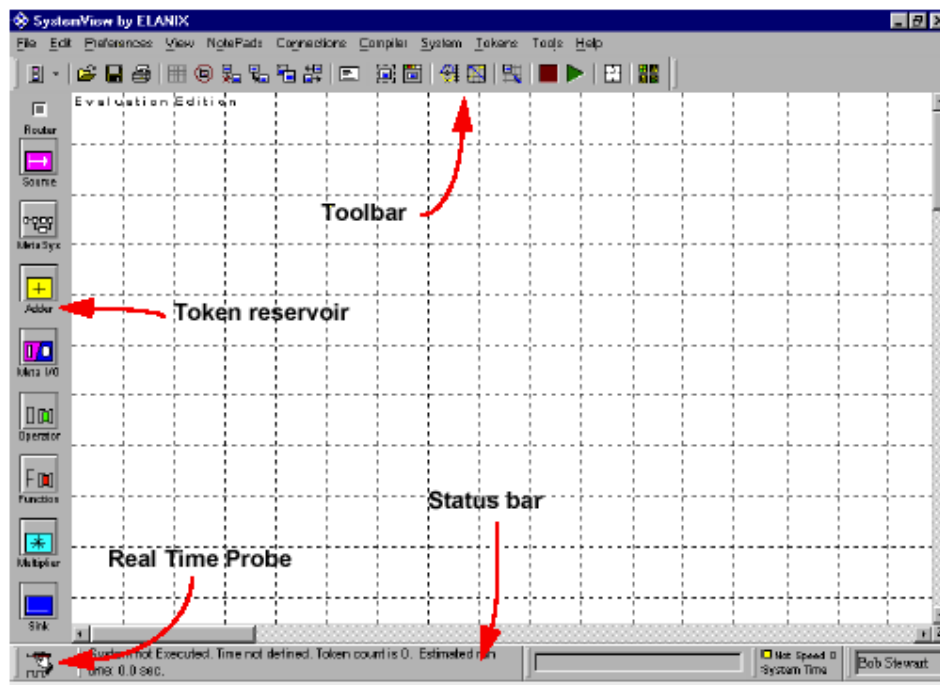 SystemView by ELANIX
File Edit Preferences View NotePads Connections Compiler System Tokens Tools Help
Evaluation Edition
Router
Source
Meta Sys
Adder
Meta I/O
Operator
Function
Multiplier
Sink
Toolbar
Token reservoir
Status bar
Real Time Probe
System not Executed. Time not defined. Token count is 0. Estimated run
time: 0.0 sec.
Not Speed
System Time
Bob Stewart